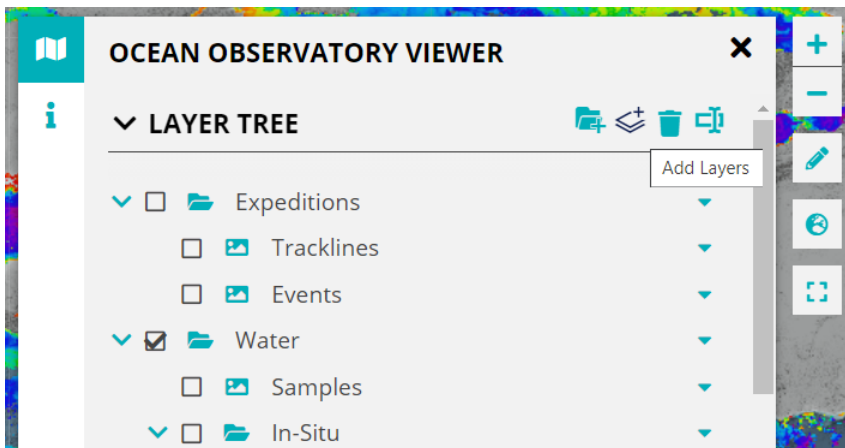 OCEAN OBSERVATORY VIEWER
LAYER TREE
Add Layers
Expeditions
Tracklines
Events
Water
Samples
In-Situ